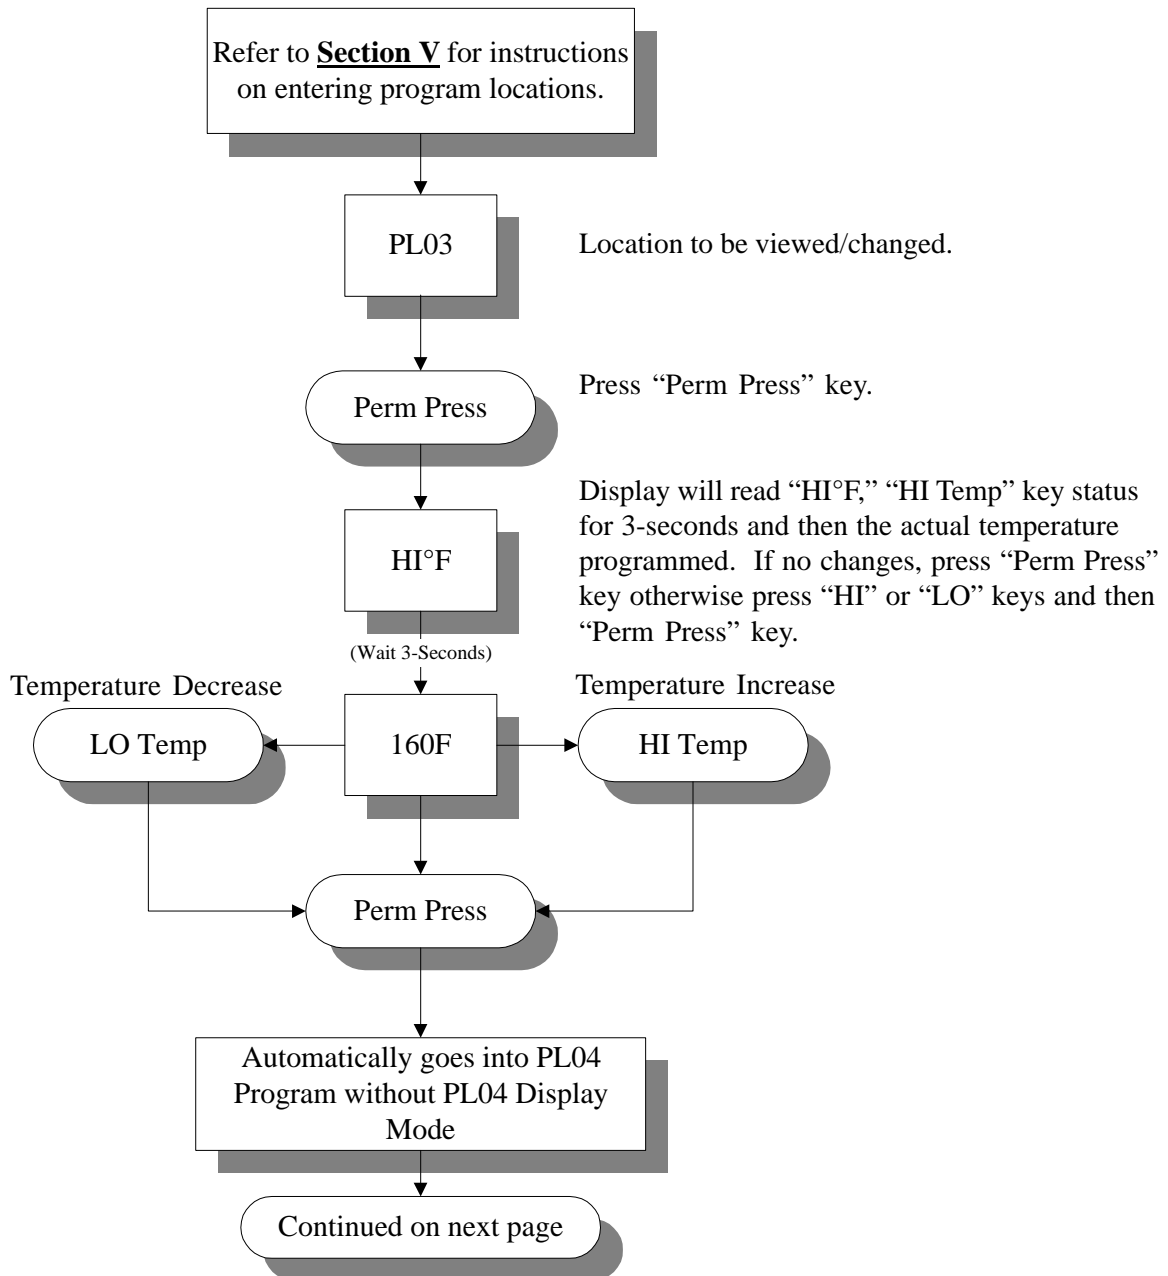 Refer to Section V for instructions
on entering program locations.
PL03
Location to be viewed/changed.
Perm Press
Press “Perm Press” key.
HI°F
Display will read “HI°F,” “HI Temp” key status
for 3-seconds and then the actual temperature
programmed. If no changes, press “Perm Press”
key otherwise press “HI” or “LO” keys and then
“Perm Press” key.
(Wait 3-Seconds)
Temperature Decrease
Temperature Increase
LO Temp
160F
HI Temp
Perm Press
Automatically goes into PL04
Program without PL04 Display
Mode
Continued on next page